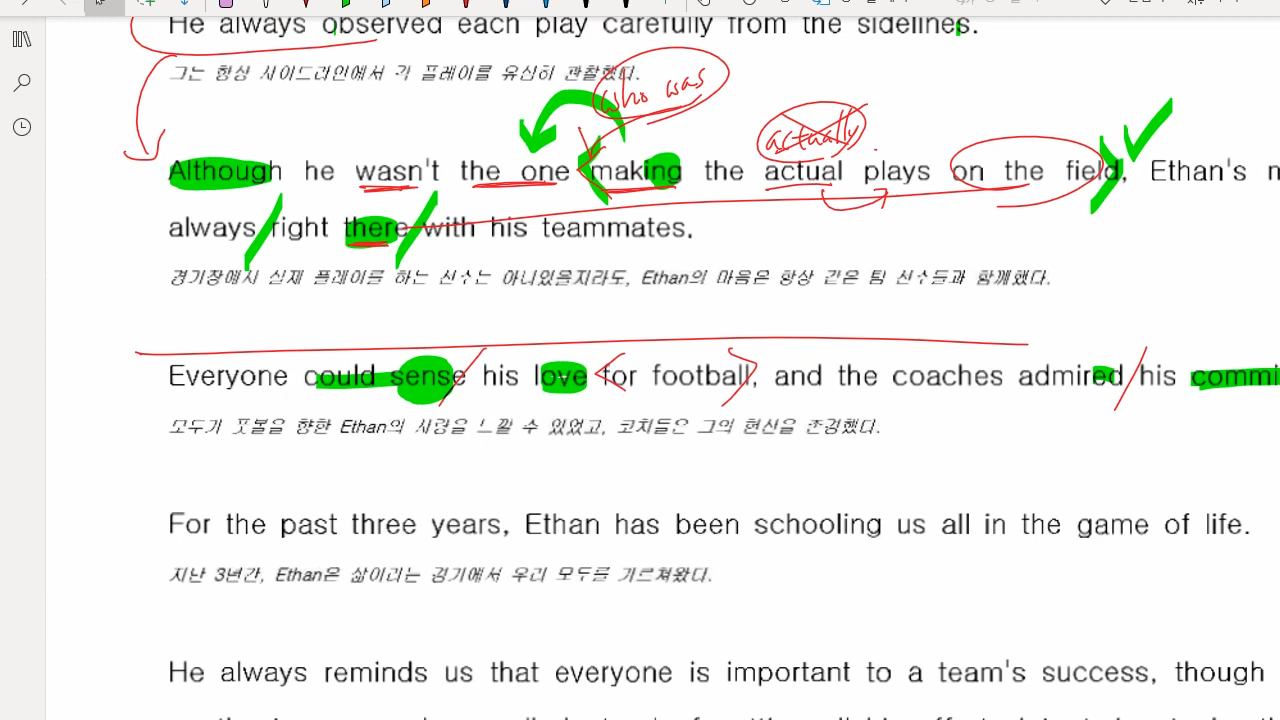 He always observed each play carefully from the sidelines.
그는 항상 사이드라인에서 각 플레이를 유심히 관찰했다.
who was
actually
Although he wasn't the one making the actual plays on the field, Ethan's
always right there with his teammates.
경기장에서 실제 플레이를 하는 선수는 아니었을지라도, Ethan의 마음은 항상 같은 팀 선수들과 함께했다.
Everyone could sense his love for football, and the coaches admired his commi
모두가 풋볼을 향한 Ethan의 사랑을 느낄 수 있었고, 코치들은 그의 헌신을 존경했다.
For the past three years, Ethan has been schooling us all in the game of life.
지난 3년간, Ethan은 삶이라는 경기에서 우리 모두를 가르쳐왔다.
He always reminds us that everyone is important to a team's success, though